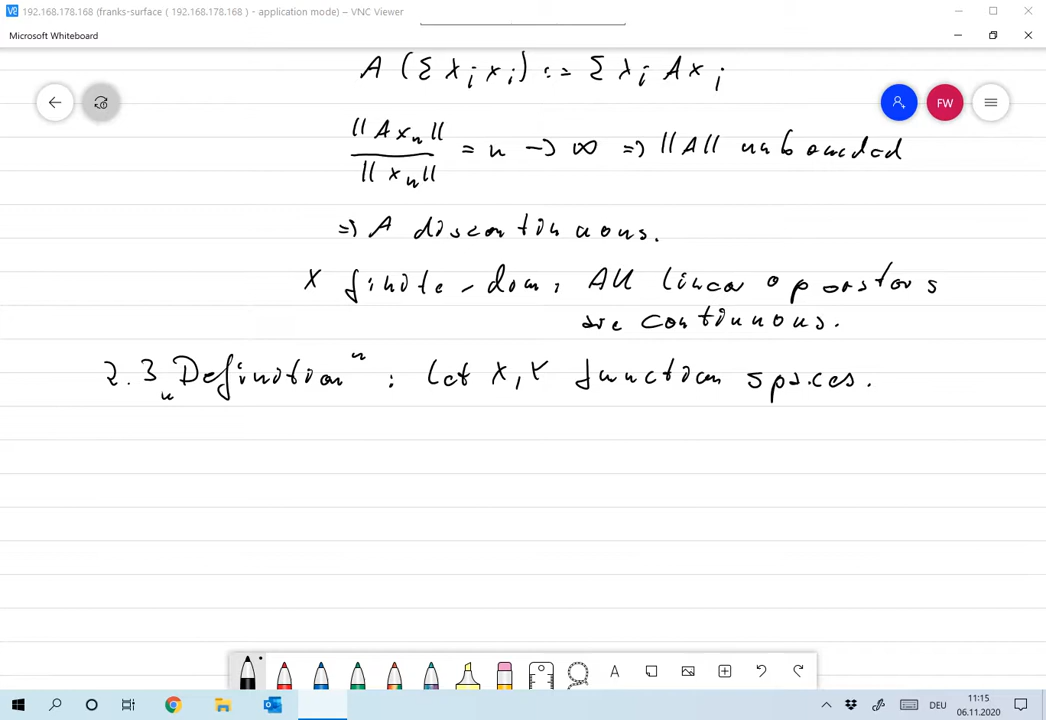 192.168.178.168 (franks-surface ( 192.168.178.168 ) - application mode) – VNC Viewer
Microsoft Whiteboard
A (Σ λi xi) := Σ λi A xi
||A xn|| / ||xn|| = n → ∞ ⇒ ||A|| unbounded
⇒ A discontinuous.
X finite-dim: All linear operators
are continuous.
2.3 "Definition": Let X, Y function spaces.
FW
A
DEU
11:15
06.11.2020